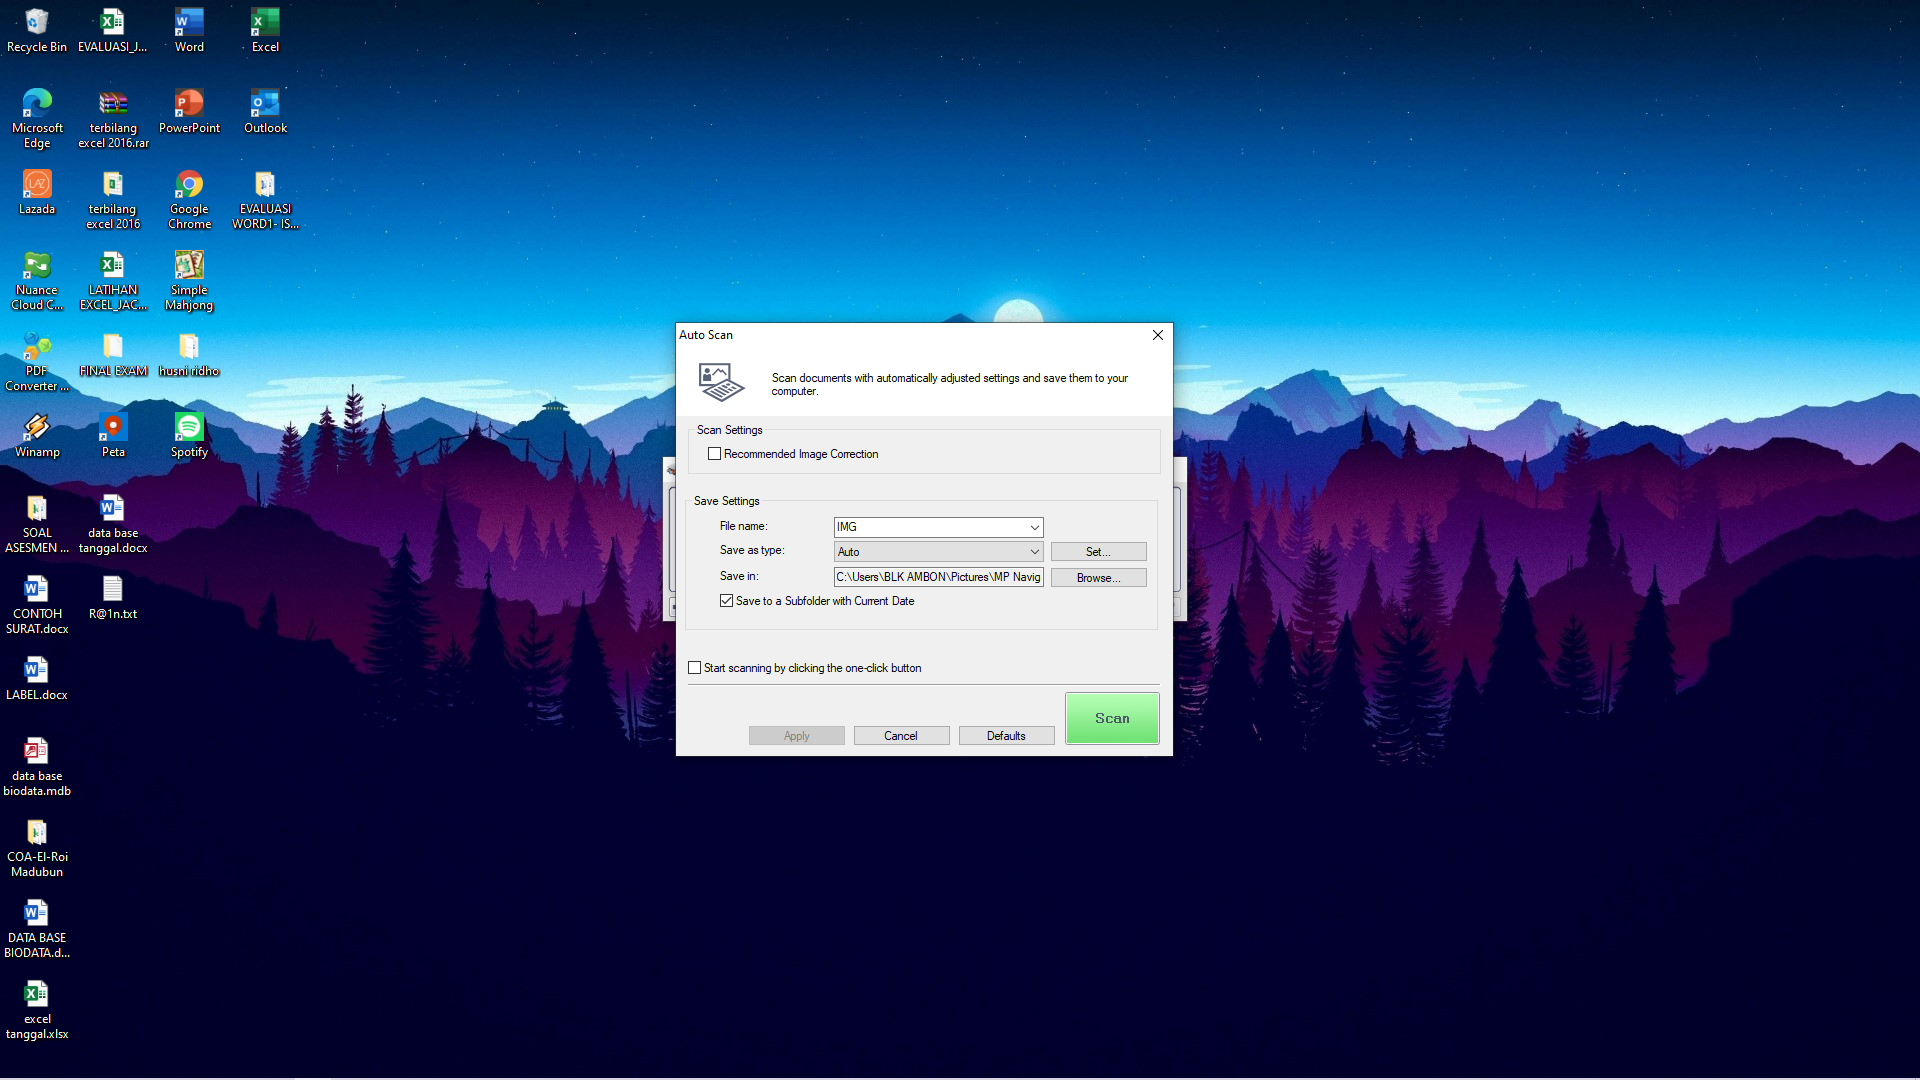 Recycle Bin
EVALUASI_J...
Word
Excel
Microsoft
Edge
terbilang
excel 2016.rar
PowerPoint
Outlook
Lazada
terbilang
excel 2016
Google
Chrome
EVALUASI
WORD1- IS...
Nuance
Cloud C...
LATIHAN
EXCEL_JAC...
Simple
Mahjong
PDF
Converter ...
FINAL EXAM
husni ridho
Winamp
Peta
Spotify
SOAL
ASESMEN ...
data base
tanggal.docx
CONTOH
SURAT.docx
R@1n.txt
LABEL.docx
data base
biodata.mdb
COA-El-Roi
Madubun
DATA BASE
BIODATA.d...
excel
tanggal.xlsx
Auto Scan
Scan documents with automatically adjusted settings and save them to your
computer.
Scan Settings
Recommended Image Correction
Save Settings
File name:
IMG
Save as type:
Auto
Set...
Save in:
C:\Users\BLK AMBON\Pictures\MP Navig
Browse...
Save to a Subfolder with Current Date
Start scanning by clicking the one-click button
Apply
Cancel
Defaults
Scan